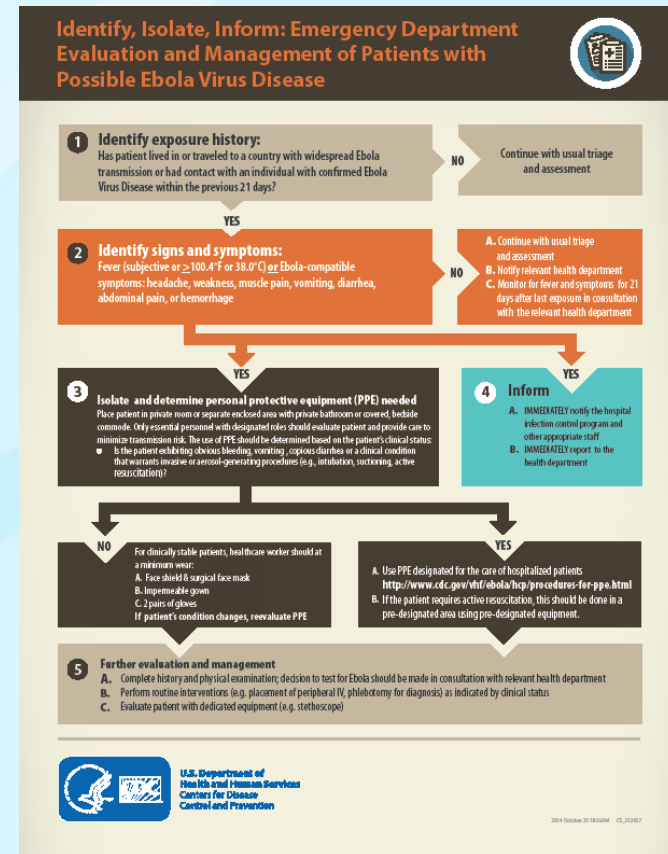 Identify, Isolate, Inform: Emergency Department
Evaluation and Management of Patients with
Possible Ebola Virus Disease
1 Identify exposure history:
Has patient lived in or traveled to a country with widespread Ebola
transmission or had contact with an individual with confirmed Ebola
Virus Disease within the previous 21 days?
NO
Continue with usual triage
and assessment
YES
2 Identify signs and symptoms:
Fever (subjective or ≥100.4°F or 38.0°C) or Ebola-compatible
symptoms: headache, weakness, muscle pain, vomiting, diarrhea,
abdominal pain, or hemorrhage
NO
A. Continue with usual triage
and assessment
B. Notify relevant health department
C. Monitor for fever and symptoms for 21
days after last exposure in consultation
with the relevant health department
YES
YES
3 Isolate and determine personal protective equipment (PPE) needed
Place patient in private room or separate enclosed area with private bathroom or covered, bedside
commode. Only essential personnel with designated roles should evaluate patient and provide care to
minimize transmission risk. The use of PPE should be determined based on the patient's clinical status:
Is the patient exhibiting obvious bleeding, vomiting, copious diarrhea or a clinical condition
that warrants invasive or aerosol-generating procedures (e.g., intubation, suctioning, active
resuscitation)?
4 Inform
A. IMMEDIATELY notify the hospital
infection control program and
other appropriate staff
B. IMMEDIATELY report to the
health department
NO
For clinically stable patients, healthcare worker should at
a minimum wear:
A. Face shield & surgical face mask
B. Impermeable gown
C. 2 pairs of gloves
If patient's condition changes, reevaluate PPE
YES
A. Use PPE designated for the care of hospitalized patients
http://www.cdc.gov/vhf/ebola/hcp/procedures-for-ppe.html
B. If the patient requires active resuscitation, this should be done in a
pre-designated area using pre-designated equipment.
5 Further evaluation and management
A. Complete history and physical examination; decision to test for Ebola should be made in consultation with relevant health department
B. Perform routine interventions (e.g. placement of peripheral IV, phlebotomy for diagnosis) as indicated by clinical status
C. Evaluate patient with dedicated equipment (e.g. stethoscope)
CDC
U.S. Department of
Health and Human Services
Centers for Disease
Control and Prevention
2014 October